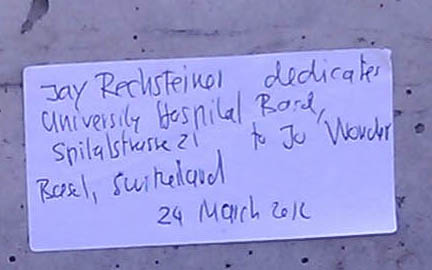 Jay Rechsteiner dedicates
University Hospital Basel,
Spitalstrasse 21 to Jo Wonder
Basel, Switzerland
24 March 2012